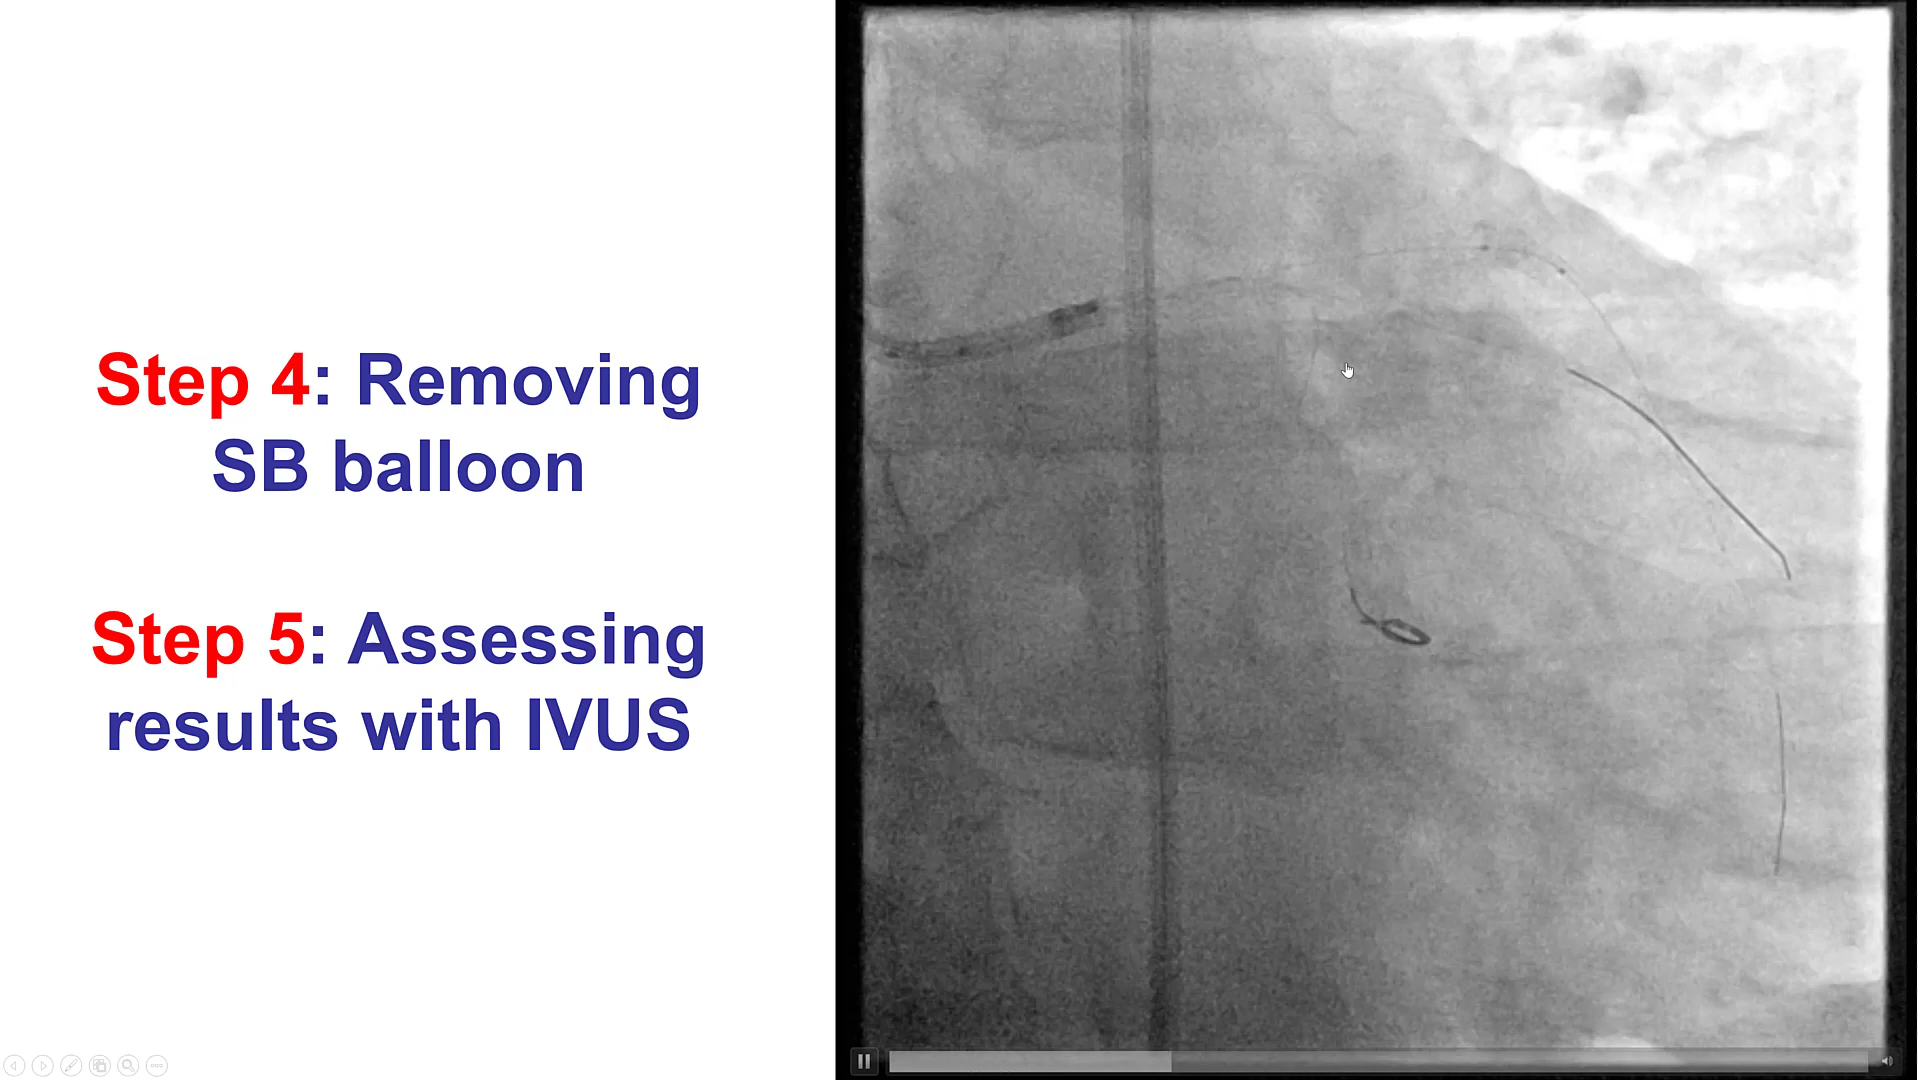 Step 4: Removing
SB balloon
Step 5: Assessing
results with IVUS